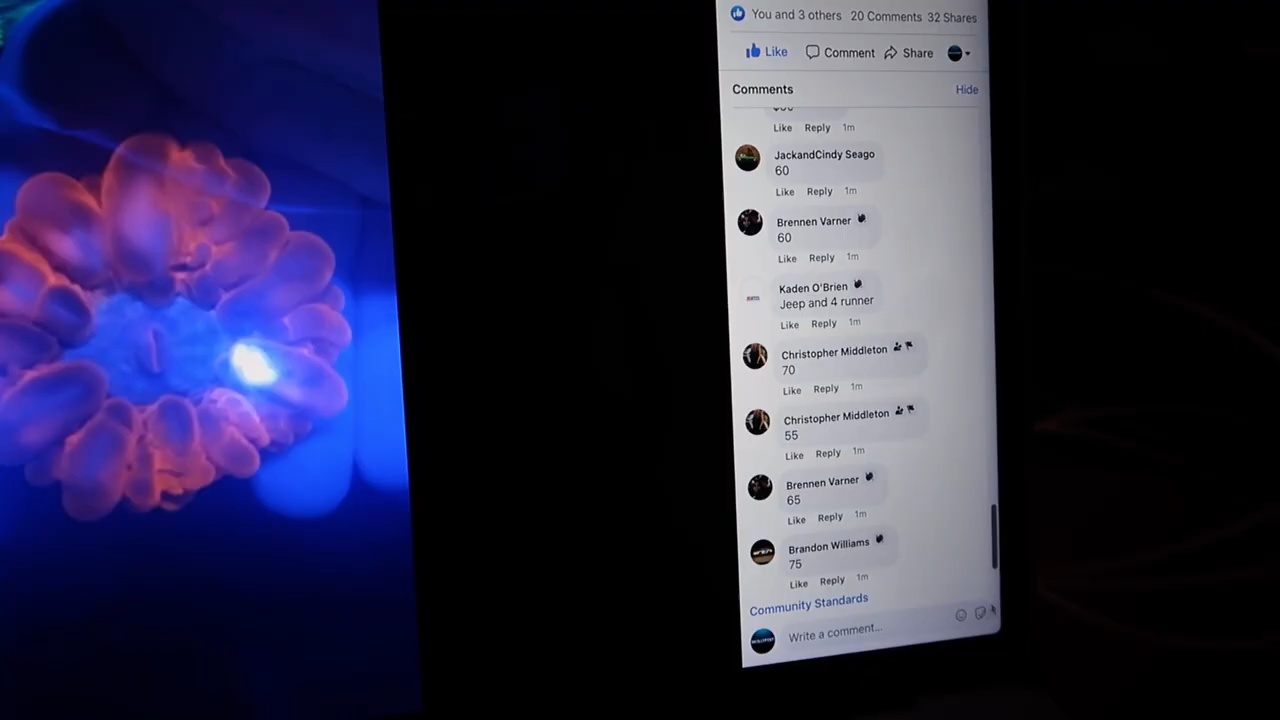 You and 3 others 20 Comments 32 Shares
Like Comment Share
Comments Hide
Like Reply 1m
JackandCindy Seago
60
Like Reply 1m
Brennen Varner
60
Like Reply 1m
Kaden O'Brien
Jeep and 4 runner
Like Reply 1m
Christopher Middleton
70
Like Reply 1m
Christopher Middleton
55
Like Reply 1m
Brennen Varner
65
Like Reply 1m
Brandon Williams
75
Like Reply 1m
Community Standards
Write a comment...